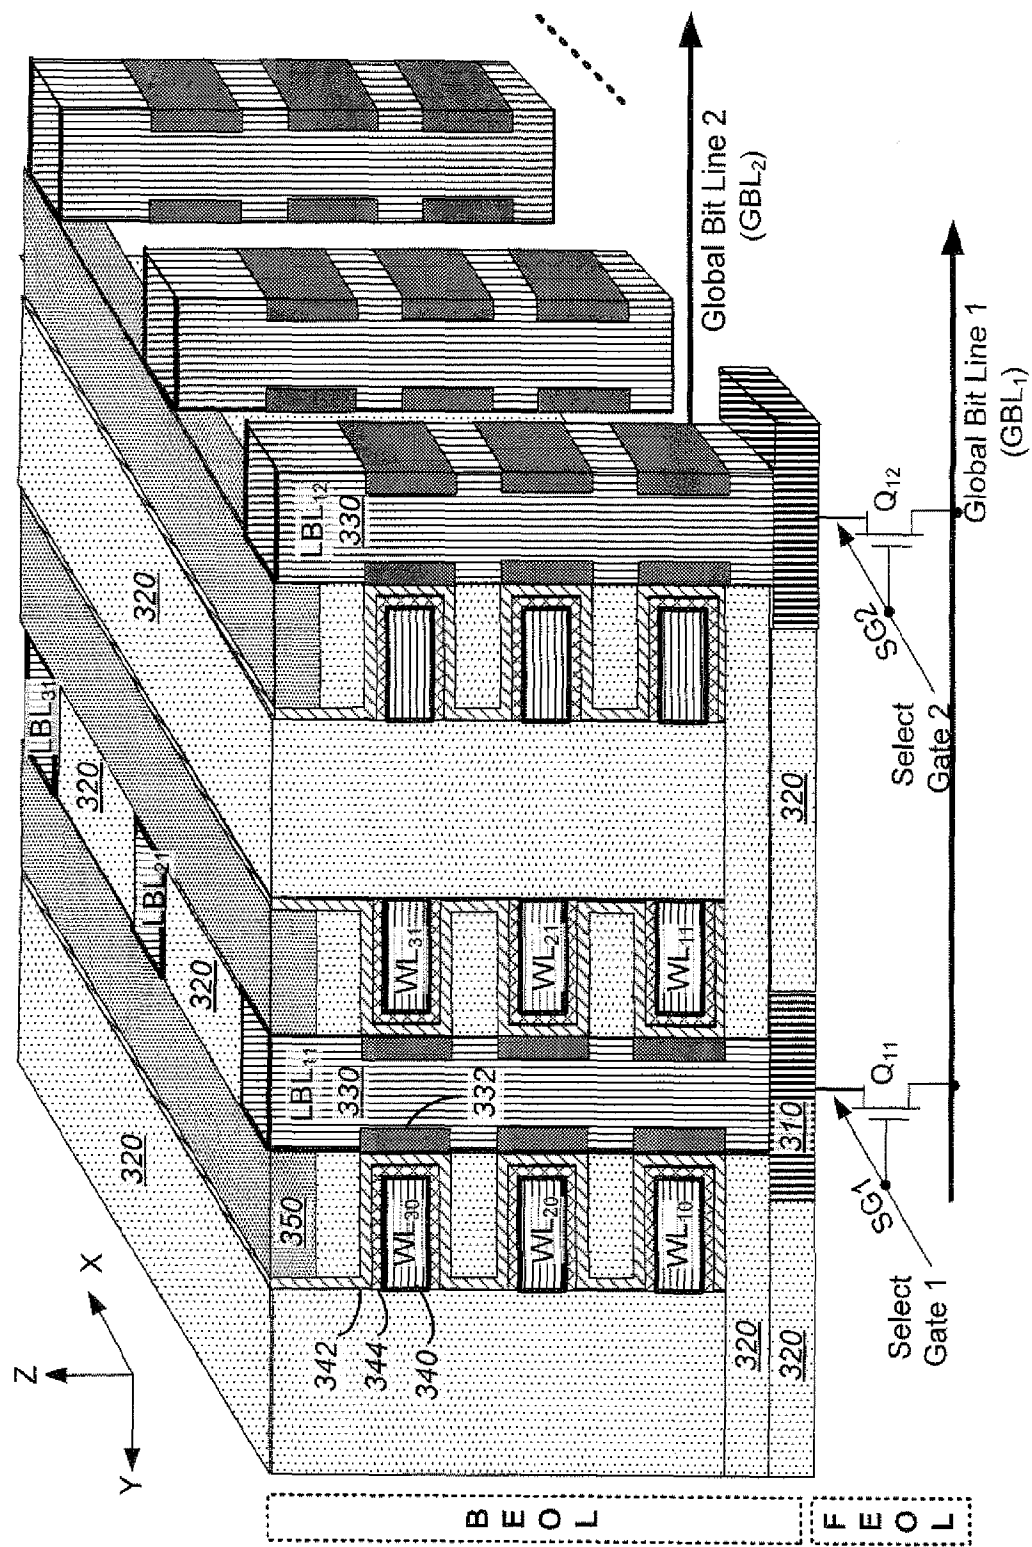 Z
X
Y
BEOL
FEOL
320
LBL21
LBL31
320
320
320
350
LBL11
330
332
LBL12
330
342
344
340
WL30
WL20
WL10
WL31
WL21
WL11
320
320
310
320
Select
Gate 1
SG1
Q11
Select
Gate 2
SG2
Q12
Global Bit Line 1
(GBL1)
Global Bit Line 2
(GBL2)